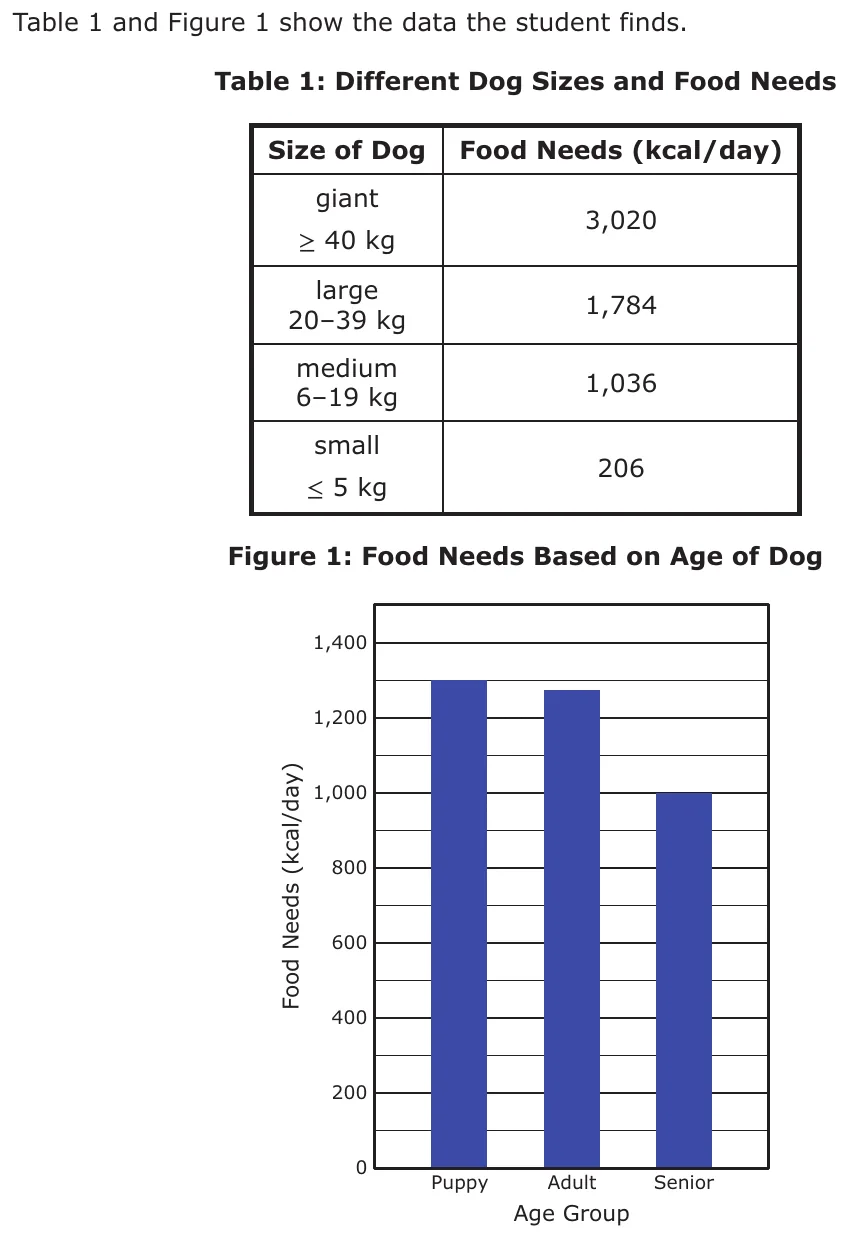 Table 1 and Figure 1 show the data the student finds.
Table 1: Different Dog Sizes and Food Needs
Size of Dog Food Needs (kcal/day)
giant
≥ 40 kg
3,020
large
20–39 kg
1,784
medium
6–19 kg
1,036
small
≤ 5 kg
206
Figure 1: Food Needs Based on Age of Dog
Food Needs (kcal/day)
1,400
1,200
1,000
800
600
400
200
0
Puppy Adult Senior
Age Group